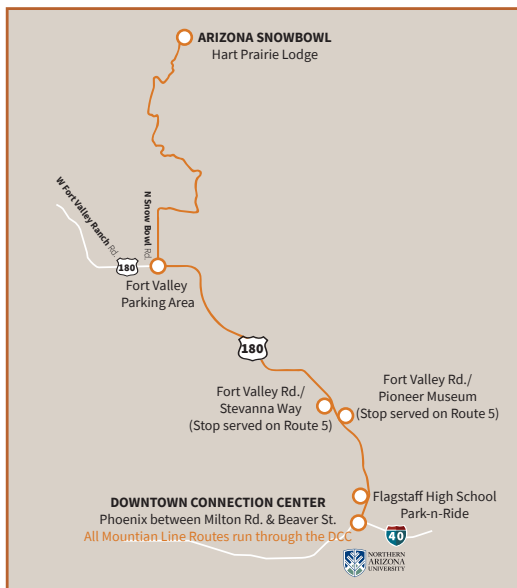 ARIZONA SNOWBOWL
Hart Prairie Lodge
W Fort Valley Ranch Rd.
N Snow Bowl Rd.
180
Fort Valley
Parking Area
180
Fort Valley Rd./
Stevanna Way
(Stop served on Route 5)
Fort Valley Rd./
Pioneer Museum
(Stop served on Route 5)
Flagstaff High School
Park-n-Ride
DOWNTOWN CONNECTION CENTER
Phoenix between Milton Rd. & Beaver St.
All Mountian Line Routes run through the DCC
40
NORTHERN
ARIZONA
UNIVERSITY